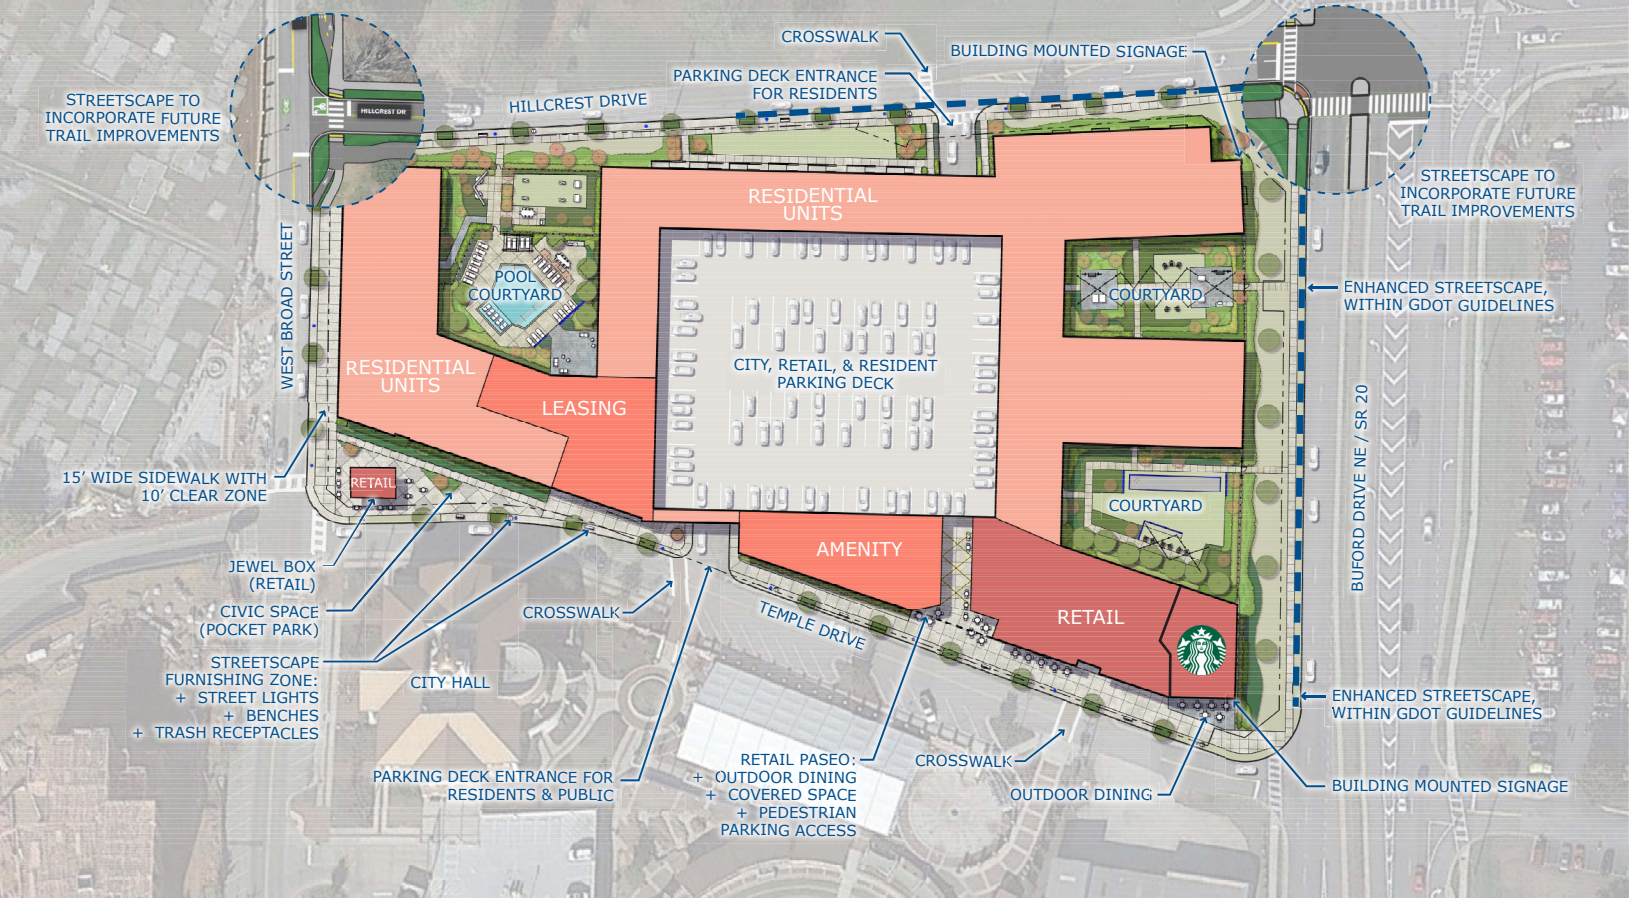 CROSSWALK
BUILDING MOUNTED SIGNAGE
PARKING DECK ENTRANCE
FOR RESIDENTS
STREETSCAPE TO
INCORPORATE FUTURE
TRAIL IMPROVEMENTS
HILLCREST DR
HILLCREST DRIVE
STREETSCAPE TO
INCORPORATE FUTURE
TRAIL IMPROVEMENTS
RESIDENTIAL
UNITS
WEST BROAD STREET
POOL
COURTYARD
COURTYARD
ENHANCED STREETSCAPE,
WITHIN GDOT GUIDELINES
RESIDENTIAL
UNITS
CITY, RETAIL, & RESIDENT
PARKING DECK
LEASING
BUFORD DRIVE NE / SR 20
15' WIDE SIDEWALK WITH
10' CLEAR ZONE
RETAIL
COURTYARD
AMENITY
JEWEL BOX
(RETAIL)
CIVIC SPACE
(POCKET PARK)
CROSSWALK
TEMPLE DRIVE
RETAIL
STREETSCAPE
FURNISHING ZONE:
+ STREET LIGHTS
+ BENCHES
+ TRASH RECEPTACLES
CITY HALL
ENHANCED STREETSCAPE,
WITHIN GDOT GUIDELINES
PARKING DECK ENTRANCE FOR
RESIDENTS & PUBLIC
RETAIL PASEO:
+ OUTDOOR DINING
+ COVERED SPACE
+ PEDESTRIAN
PARKING ACCESS
CROSSWALK
OUTDOOR DINING
BUILDING MOUNTED SIGNAGE